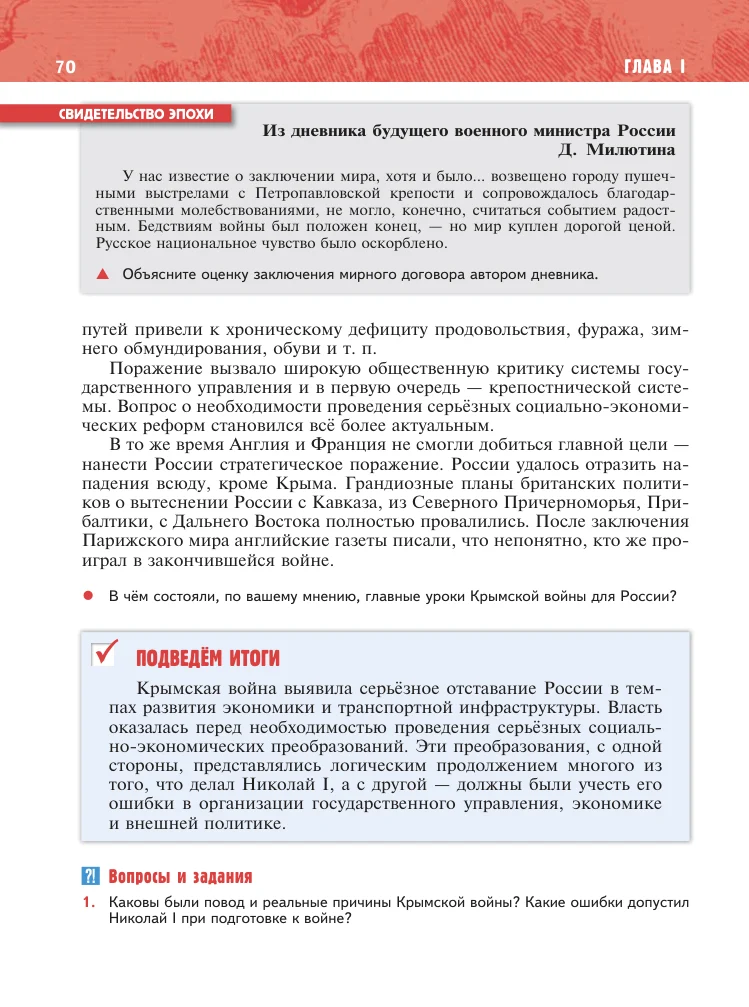 70
ГЛАВА I
СВИДЕТЕЛЬСТВО ЭПОХИ
Из дневника будущего военного министра России
Д. Милютина
У нас известие о заключении мира, хотя и было... возвещено городу пушеч-
ными выстрелами с Петропавловской крепости и сопровождалось благодар-
ственными молебствованиями, не могло, конечно, считаться событием радост-
ным. Бедствиям войны был положен конец, — но мир куплен дорогой ценой.
Русское национальное чувство было оскорблено.
▲ Объясните оценку заключения мирного договора автором дневника.
путей привели к хроническому дефициту продовольствия, фуража, зим-
него обмундирования, обуви и т. п.
Поражение вызвало широкую общественную критику системы госу-
дарственного управления и в первую очередь — крепостнической систе-
мы. Вопрос о необходимости проведения серьёзных социально-экономи-
ческих реформ становился всё более актуальным.
В то же время Англия и Франция не смогли добиться главной цели —
нанести России стратегическое поражение. России удалось отразить на-
падения всюду, кроме Крыма. Грандиозные планы британских полити-
ков о вытеснении России с Кавказа, из Северного Причерноморья, При-
балтики, с Дальнего Востока полностью провалились. После заключения
Парижского мира английские газеты писали, что непонятно, кто же про-
играл в закончившейся войне.
● В чём состояли, по вашему мнению, главные уроки Крымской войны для России?
ПОДВЕДЁМ ИТОГИ
Крымская война выявила серьёзное отставание России в тем-
пах развития экономики и транспортной инфраструктуры. Власть
оказалась перед необходимостью проведения серьёзных социаль-
но-экономических преобразований. Эти преобразования, с одной
стороны, представлялись логическим продолжением многого из
того, что делал Николай I, а с другой — должны были учесть его
ошибки в организации государственного управления, экономике
и внешней политике.
?! Вопросы и задания
1. Каковы были повод и реальные причины Крымской войны? Какие ошибки допустил
Николай I при подготовке к войне?